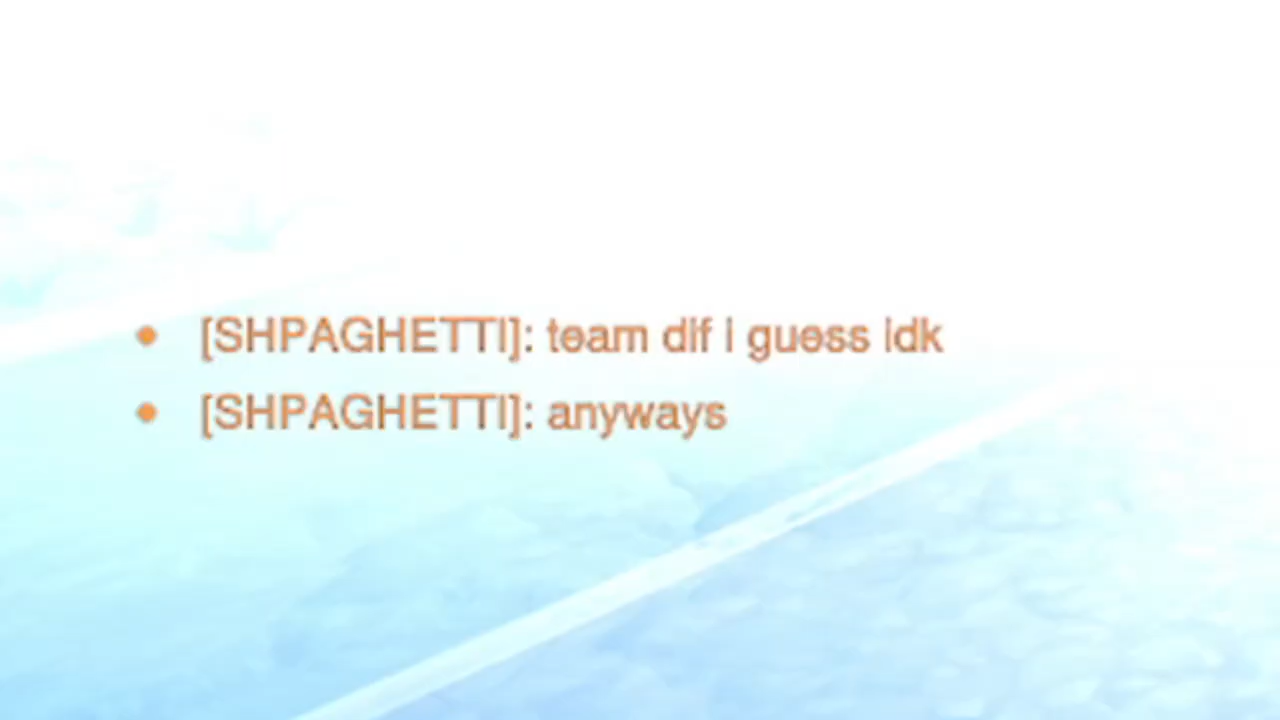 • [SHPAGHETTI]: team dif i guess idk
• [SHPAGHETTI]: anyways